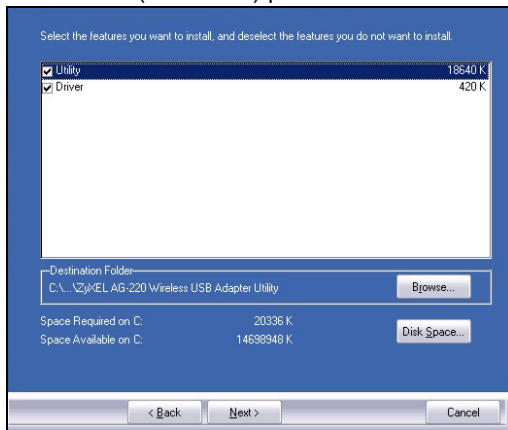 Select the features you want to install, and deselect the features you do not want to install.
Utility 18640 K
Driver 420 K
Destination Folder
C:\...\ZyXEL AG-220 Wireless USB Adapter Utility Browse...
Space Required on C: 20336 K
Space Available on C: 14698948 K
Disk Space...
< Back Next > Cancel